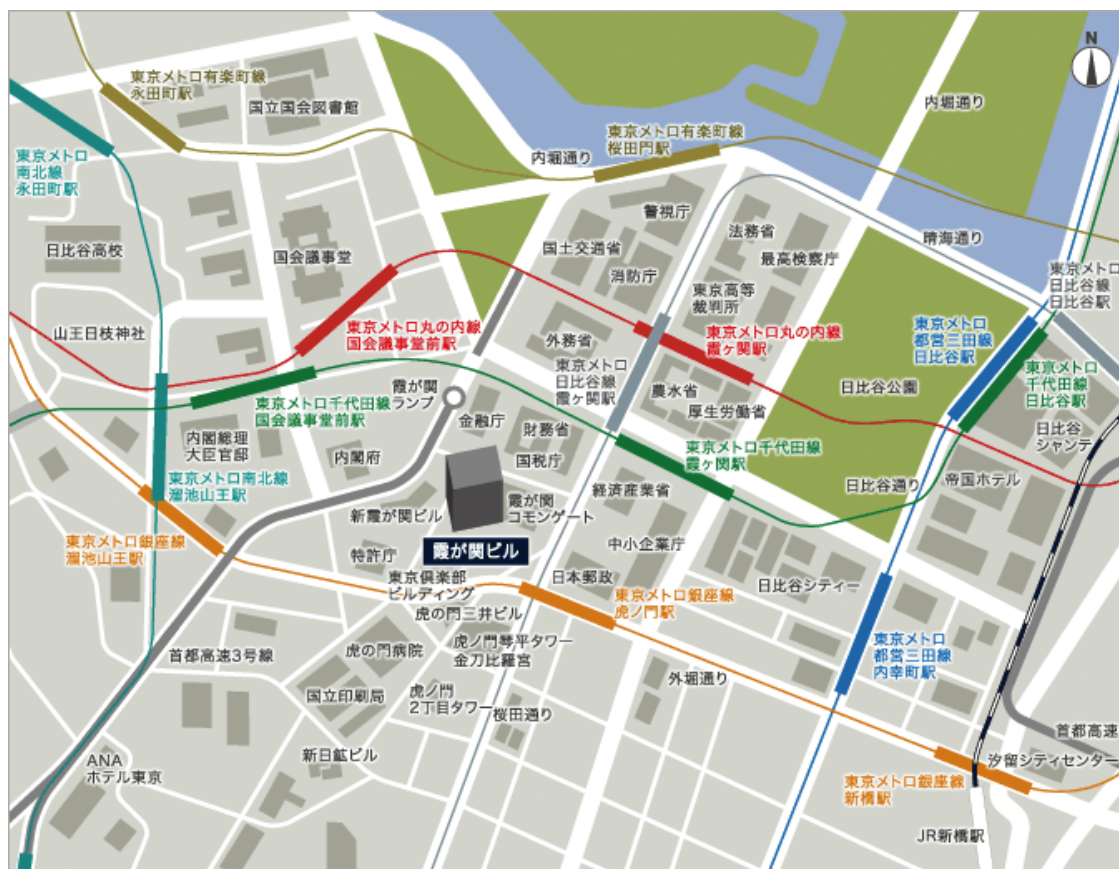 N
東京メトロ有楽町線
永田町駅
国立国会図書館
内堀通り
東京メトロ有楽町線
桜田門駅
内堀通り
東京メトロ
南北線
永田町駅
警視庁
法務省
晴海通り
日比谷高校
国会議事堂
国土交通省
消防庁
最高検察庁
東京高等
裁判所
東京メトロ
日比谷線
日比谷駅
山王日枝神社
東京メトロ丸の内線
国会議事堂前駅
外務省
東京メトロ丸の内線
霞ヶ関駅
東京メトロ
都営三田線
日比谷駅
東京メトロ
日比谷線
霞ヶ関駅
東京メトロ
千代田線
日比谷駅
霞が関
ランプ
農水省
日比谷公園
東京メトロ千代田線
国会議事堂前駅
厚生労働省
金融庁
財務省
日比谷
シャンテ
内閣総理
大臣官邸
内閣府
国税庁
東京メトロ千代田線
霞ヶ関駅
東京メトロ南北線
溜池山王駅
経済産業省
日比谷通り
帝国ホテル
新霞が関ビル
霞が関
コモンゲート
東京メトロ銀座線
溜池山王駅
特許庁
霞が関ビル
中小企業庁
東京倶楽部
ビルディング
日本郵政
日比谷シティー
虎の門三井ビル
東京メトロ銀座線
虎ノ門駅
首都高速3号線
虎の門病院
虎ノ門琴平タワー
金刀比羅宮
東京メトロ
都営三田線
内幸町駅
外堀通り
国立印刷局
虎ノ門
2丁目タワー
桜田通り
首都高速
新日鉱ビル
汐留シティセンター
ANA
ホテル東京
東京メトロ銀座線
新橋駅
JR新橋駅